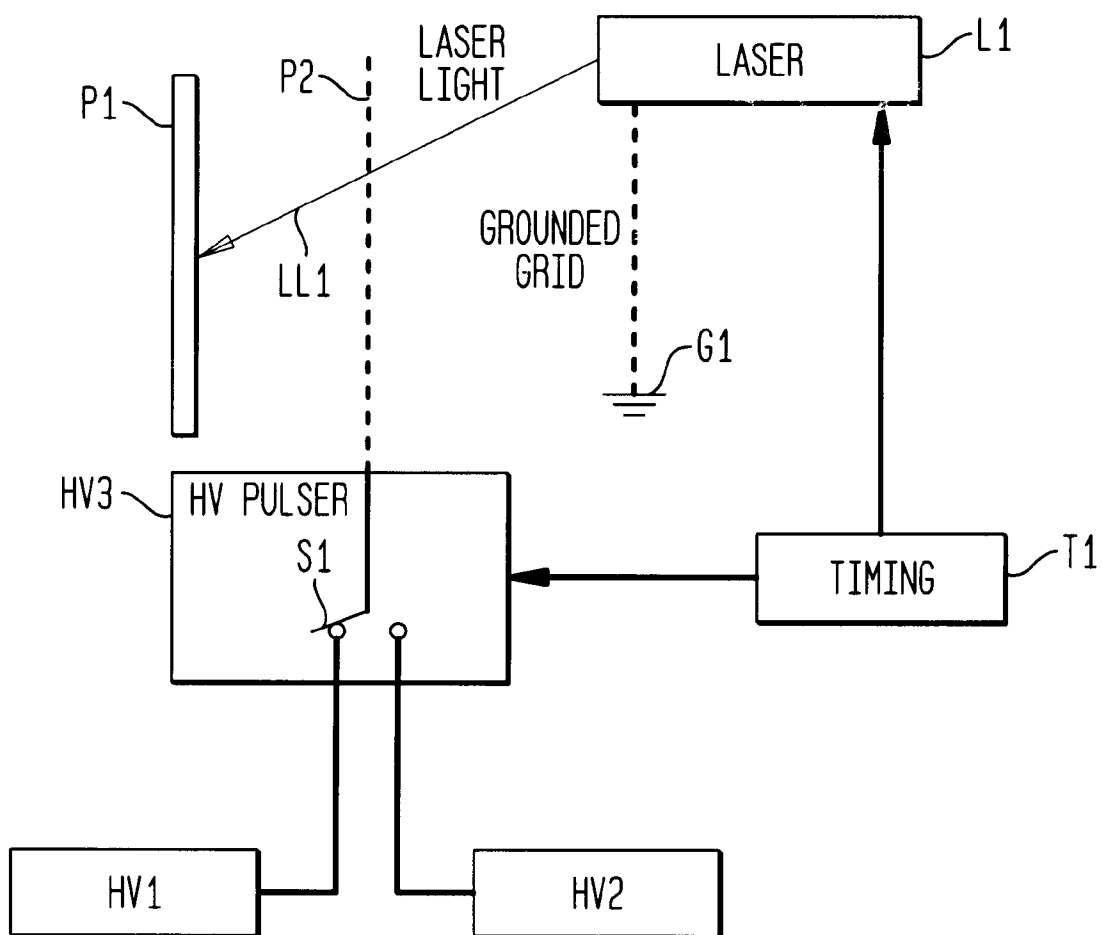 LASER
LIGHT
LASER
L1
P1
P2
LL1
GROUNDED
GRID
G1
HV3
HV PULSER
S1
TIMING
T1
HV1
HV2